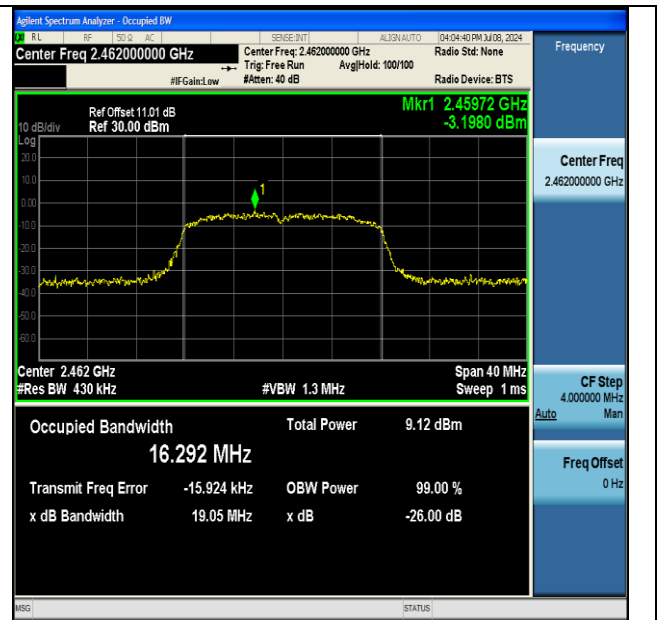 Agilent Spectrum Analyzer - Occupied BW
RL RF 50 Ω AC SENSE:INT ALIGN AUTO 04:04:40 PM Jul 08, 2024
Center Freq 2.462000000 GHz
Center Freq: 2.462000000 GHz Radio Std: None
Trig: Free Run Avg|Hold: 100/100
#IFGain:Low #Atten: 40 dB Radio Device: BTS
Frequency
Ref Offset 11.01 dB
10 dB/div Ref 30.00 dBm
Mkr1 2.45972 GHz
-3.1980 dBm
Log
20.0
10.0
0.00
-10.0
-20.0
-30.0
-40.0
-50.0
-60.0
1
Center 2.462 GHz Span 40 MHz
#Res BW 430 kHz #VBW 1.3 MHz Sweep 1 ms
Occupied Bandwidth Total Power 9.12 dBm
16.292 MHz
Transmit Freq Error -15.924 kHz OBW Power 99.00 %
x dB Bandwidth 19.05 MHz x dB -26.00 dB
Center Freq
2.462000000 GHz
CF Step
4.000000 MHz
Auto Man
Freq Offset
0 Hz
MSG STATUS